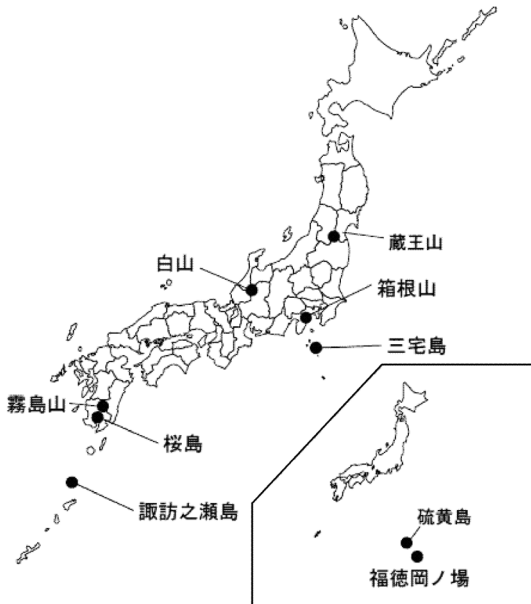 蔵王山
白山
箱根山
三宅島
霧島山
桜島
諏訪之瀬島
硫黄島
福徳岡ノ場